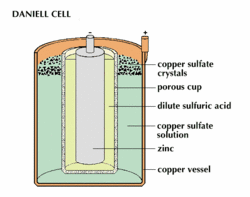 DANIELL CELL
- +
copper sulfate
crystals
porous cup
dilute sulfuric acid
copper sulfate
solution
zinc
copper vessel